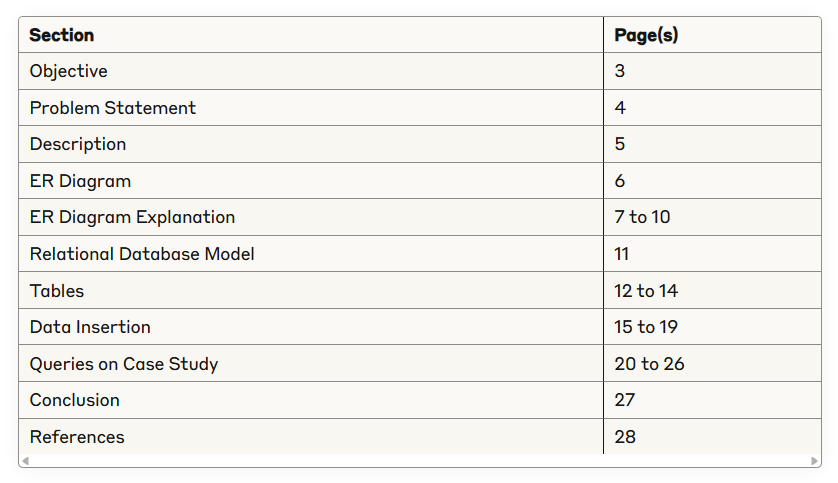 Section Page(s)
Objective 3
Problem Statement 4
Description 5
ER Diagram 6
ER Diagram Explanation 7 to 10
Relational Database Model 11
Tables 12 to 14
Data Insertion 15 to 19
Queries on Case Study 20 to 26
Conclusion 27
References 28